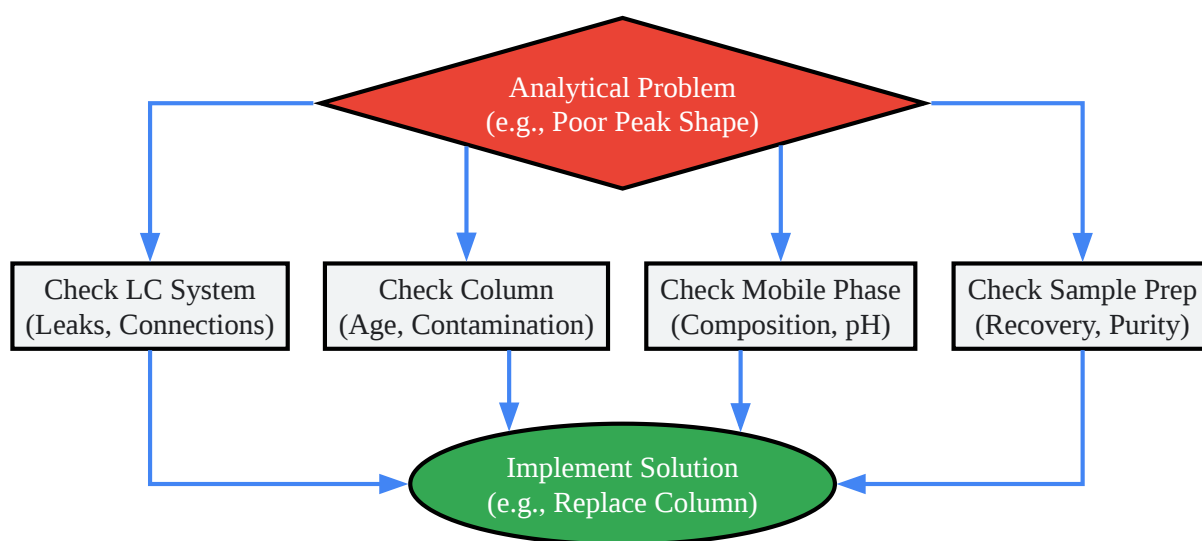 Analytical Problem
(e.g., Poor Peak Shape)
Check LC System
(Leaks, Connections)
Check Column
(Age, Contamination)
Check Mobile Phase
(Composition, pH)
Check Sample Prep
(Recovery, Purity)
Implement Solution
(e.g., Replace Column)